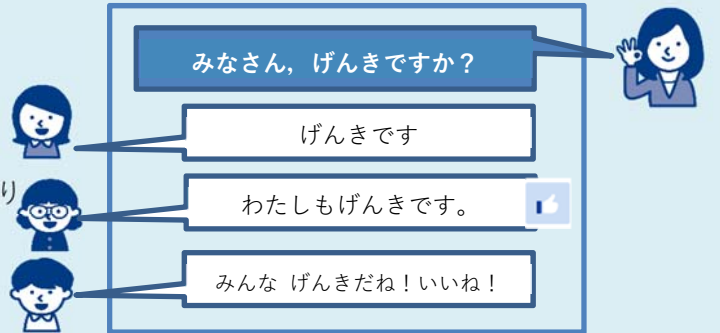 みなさん，げんきですか？
げんきです
り
わたしもげんきです。
みんな げんきだね！いいね！